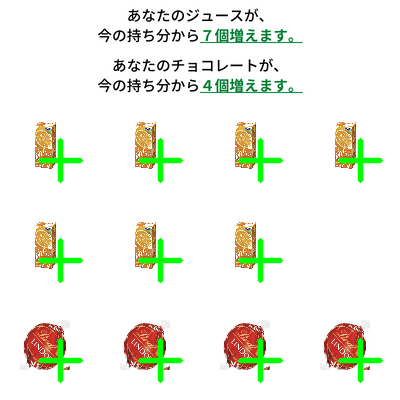 あなたのジュースが、
今の持ち分から７個増えます。
あなたのチョコレートが、
今の持ち分から４個増えます。